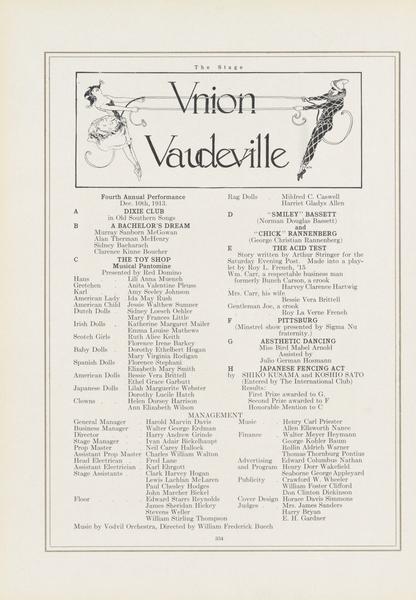 The Stage
Vnion
Vaudeville
Fourth Annual Performance
Dec. 10th, 1913.
A DIXIE CLUB
in Old Southern Songs
B A BACHELOR'S DREAM
Murray Sanborn McGowan
Alan Therman McHenry
Sidney Bacharach
Clarence Kinne Boucher
C THE TOY SHOP
Musical Pantomine
Presented by Red Domino
Hans Lili Anna Muench
Gretchen Anita Valentine Pleuss
Karl Amy Seeley Johnson
American Lady Ida May Rush
American Child Jessie Walthew Sumner
Dutch Dolls Sidney Loesch Oehler
Mary Frances Little
Irish Dolls Katherine Margaret Mailer
Emma Louise Mathews
Scotch Girls Ruth Alice Keith
Florence Irene Burkey
Baby Dolls Dorothy Ethelbert Hogan
Mary Virginia Rodigan
Spanish Dolls Florence Stephani
Elizabeth Mary Smith
American Dolls Bessie Vera Brettell
Ethel Grace Garbutt
Japanese Dolls Lilah Marguerite Webster
Dorothy Lucile Hatch
Clowns Helen Dorsey Harrison
Ann Elizabeth Wilson
Rag Dolls Mildred C. Caswell
Harriet Gladys Allen
D "SMILEY" BASSETT
(Norman Douglas Bassett)
and
"CHICK" RANNENBERG
(George Christian Rannenberg)
E THE ACID TEST
Story written by Arthur Stringer for the
Saturday Evening Post. Made into a play-
let by Roy L. French, '15
Wm. Carr, a respectable business man
formerly Bunch Carson, a crook
Harvey Clarence Hartwig
Mrs. Carr, his wife
Bessie Vera Brettell
Gentleman Joe, a crook
Roy La Verne French
F PITTSBURG
(Minstrel show presented by Sigma Nu
fraternity.)
G AESTHETIC DANCING
Miss Bird Mabel Arnold
Assisted by
Julio German Hosmann
H JAPANESE FENCING ACT
by SHIKO KUSAMA and KOSHIO SATO
(Entered by The International Club)
Results:
First Prize awarded to G.
Second Prize awarded to F
Honorable Mention to C
MANAGEMENT
General Manager Harold Marvin Davis
Business Manager Walter George Erdman
Director Harry Andrew Grinde
Stage Manager Ivan Adair Bickelhaupt
Prop Master Neil Carey Hallock
Assistant Prop Master Charles William Walton
Head Electrician Fred Lane
Assistant Electrician Karl Ehrgott
Stage Assistants Clark Harvey Hogan
Lewis Lachlan McLaren
Paul Chesley Hodges
John Marcher Bickel
Floor Edward Starrs Reynolds
James Sheridan Hickey
Stevens Weller
William Stirling Thompson
Music Henry Carl Priester
Allen Ellsworth Nance
Finance Walter Meyer Heymann
George Kohler Baum
Rollin Aldrich Warner
Thomas Thornburg Pontius
Advertising Edward Columbus Nathan
and Program Henry Dorr Wakefield
Seaborne George Appleyard
Publicity Crawford W. Wheeler
William Foster Clifford
Don Clinton Dickinson
Cover Design Horace Davis Simmons
Judges Mrs. James Sanders
Harry Bryan
E. H. Gardner
Music by Vodvil Orchestra, Directed by William Frederick Buech
334